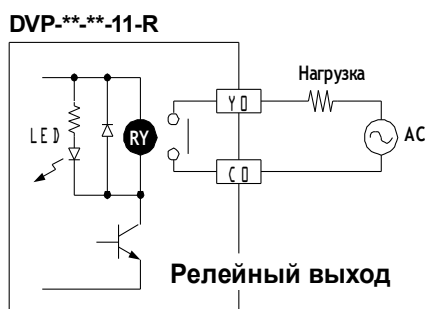 DVP-**-**-11-R
Нагрузка
Y0
LED
RY
AC
C0
Релейный выход